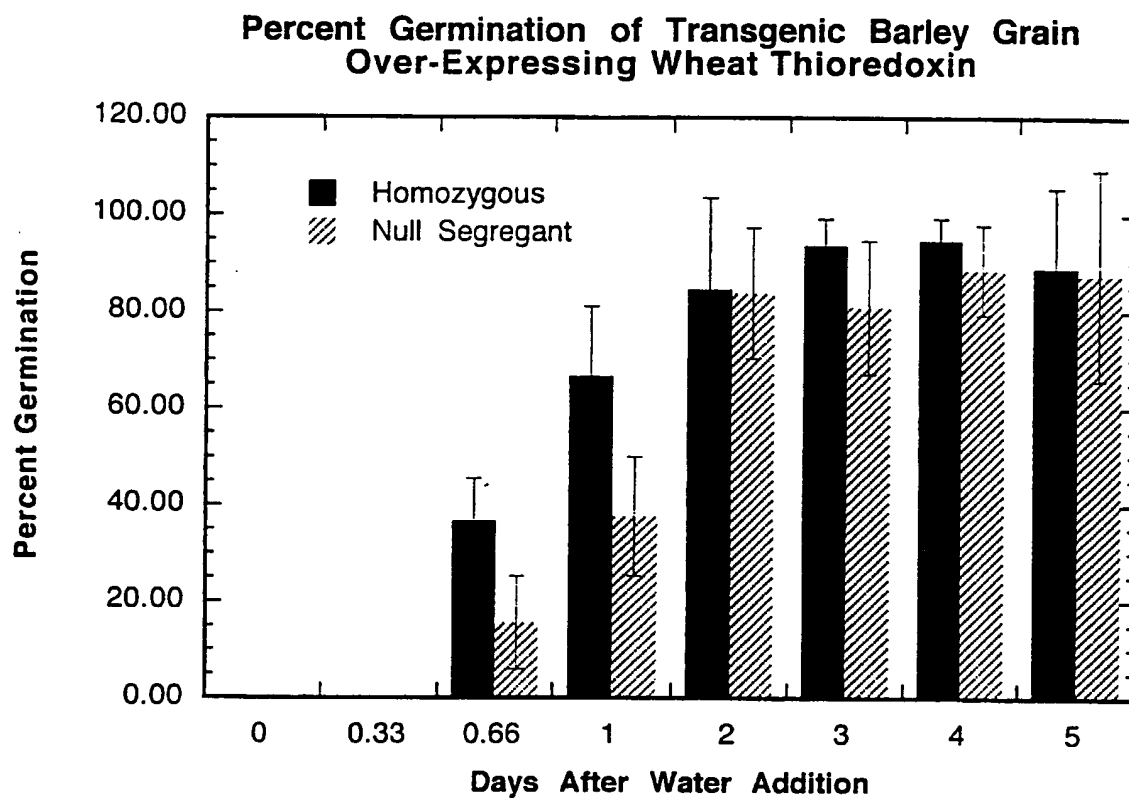 Percent Germination of Transgenic Barley Grain
Over-Expressing Wheat Thioredoxin
120.00
100.00
80.00
60.00
40.00
20.00
0.00
Percent Germination
Homozygous
Null Segregant
0 0.33 0.66 1 2 3 4 5
Days After Water Addition